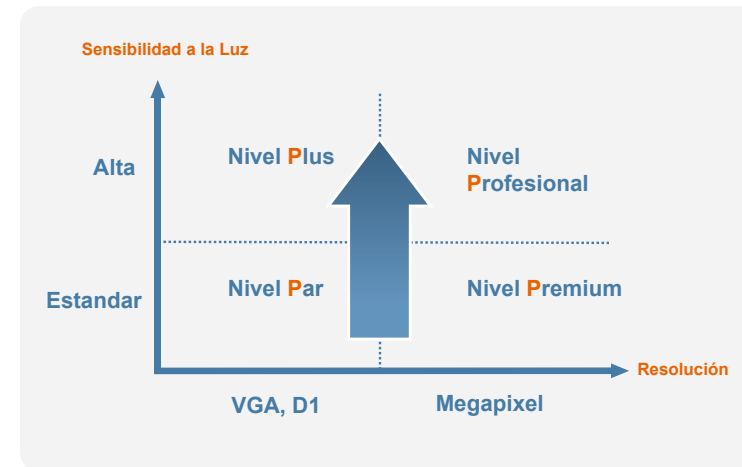 Sensibilidad a la Luz
Alta
Nivel Plus
Nivel
Profesional
Estandar
Nivel Par
Nivel Premium
Resolución
VGA, D1
Megapixel